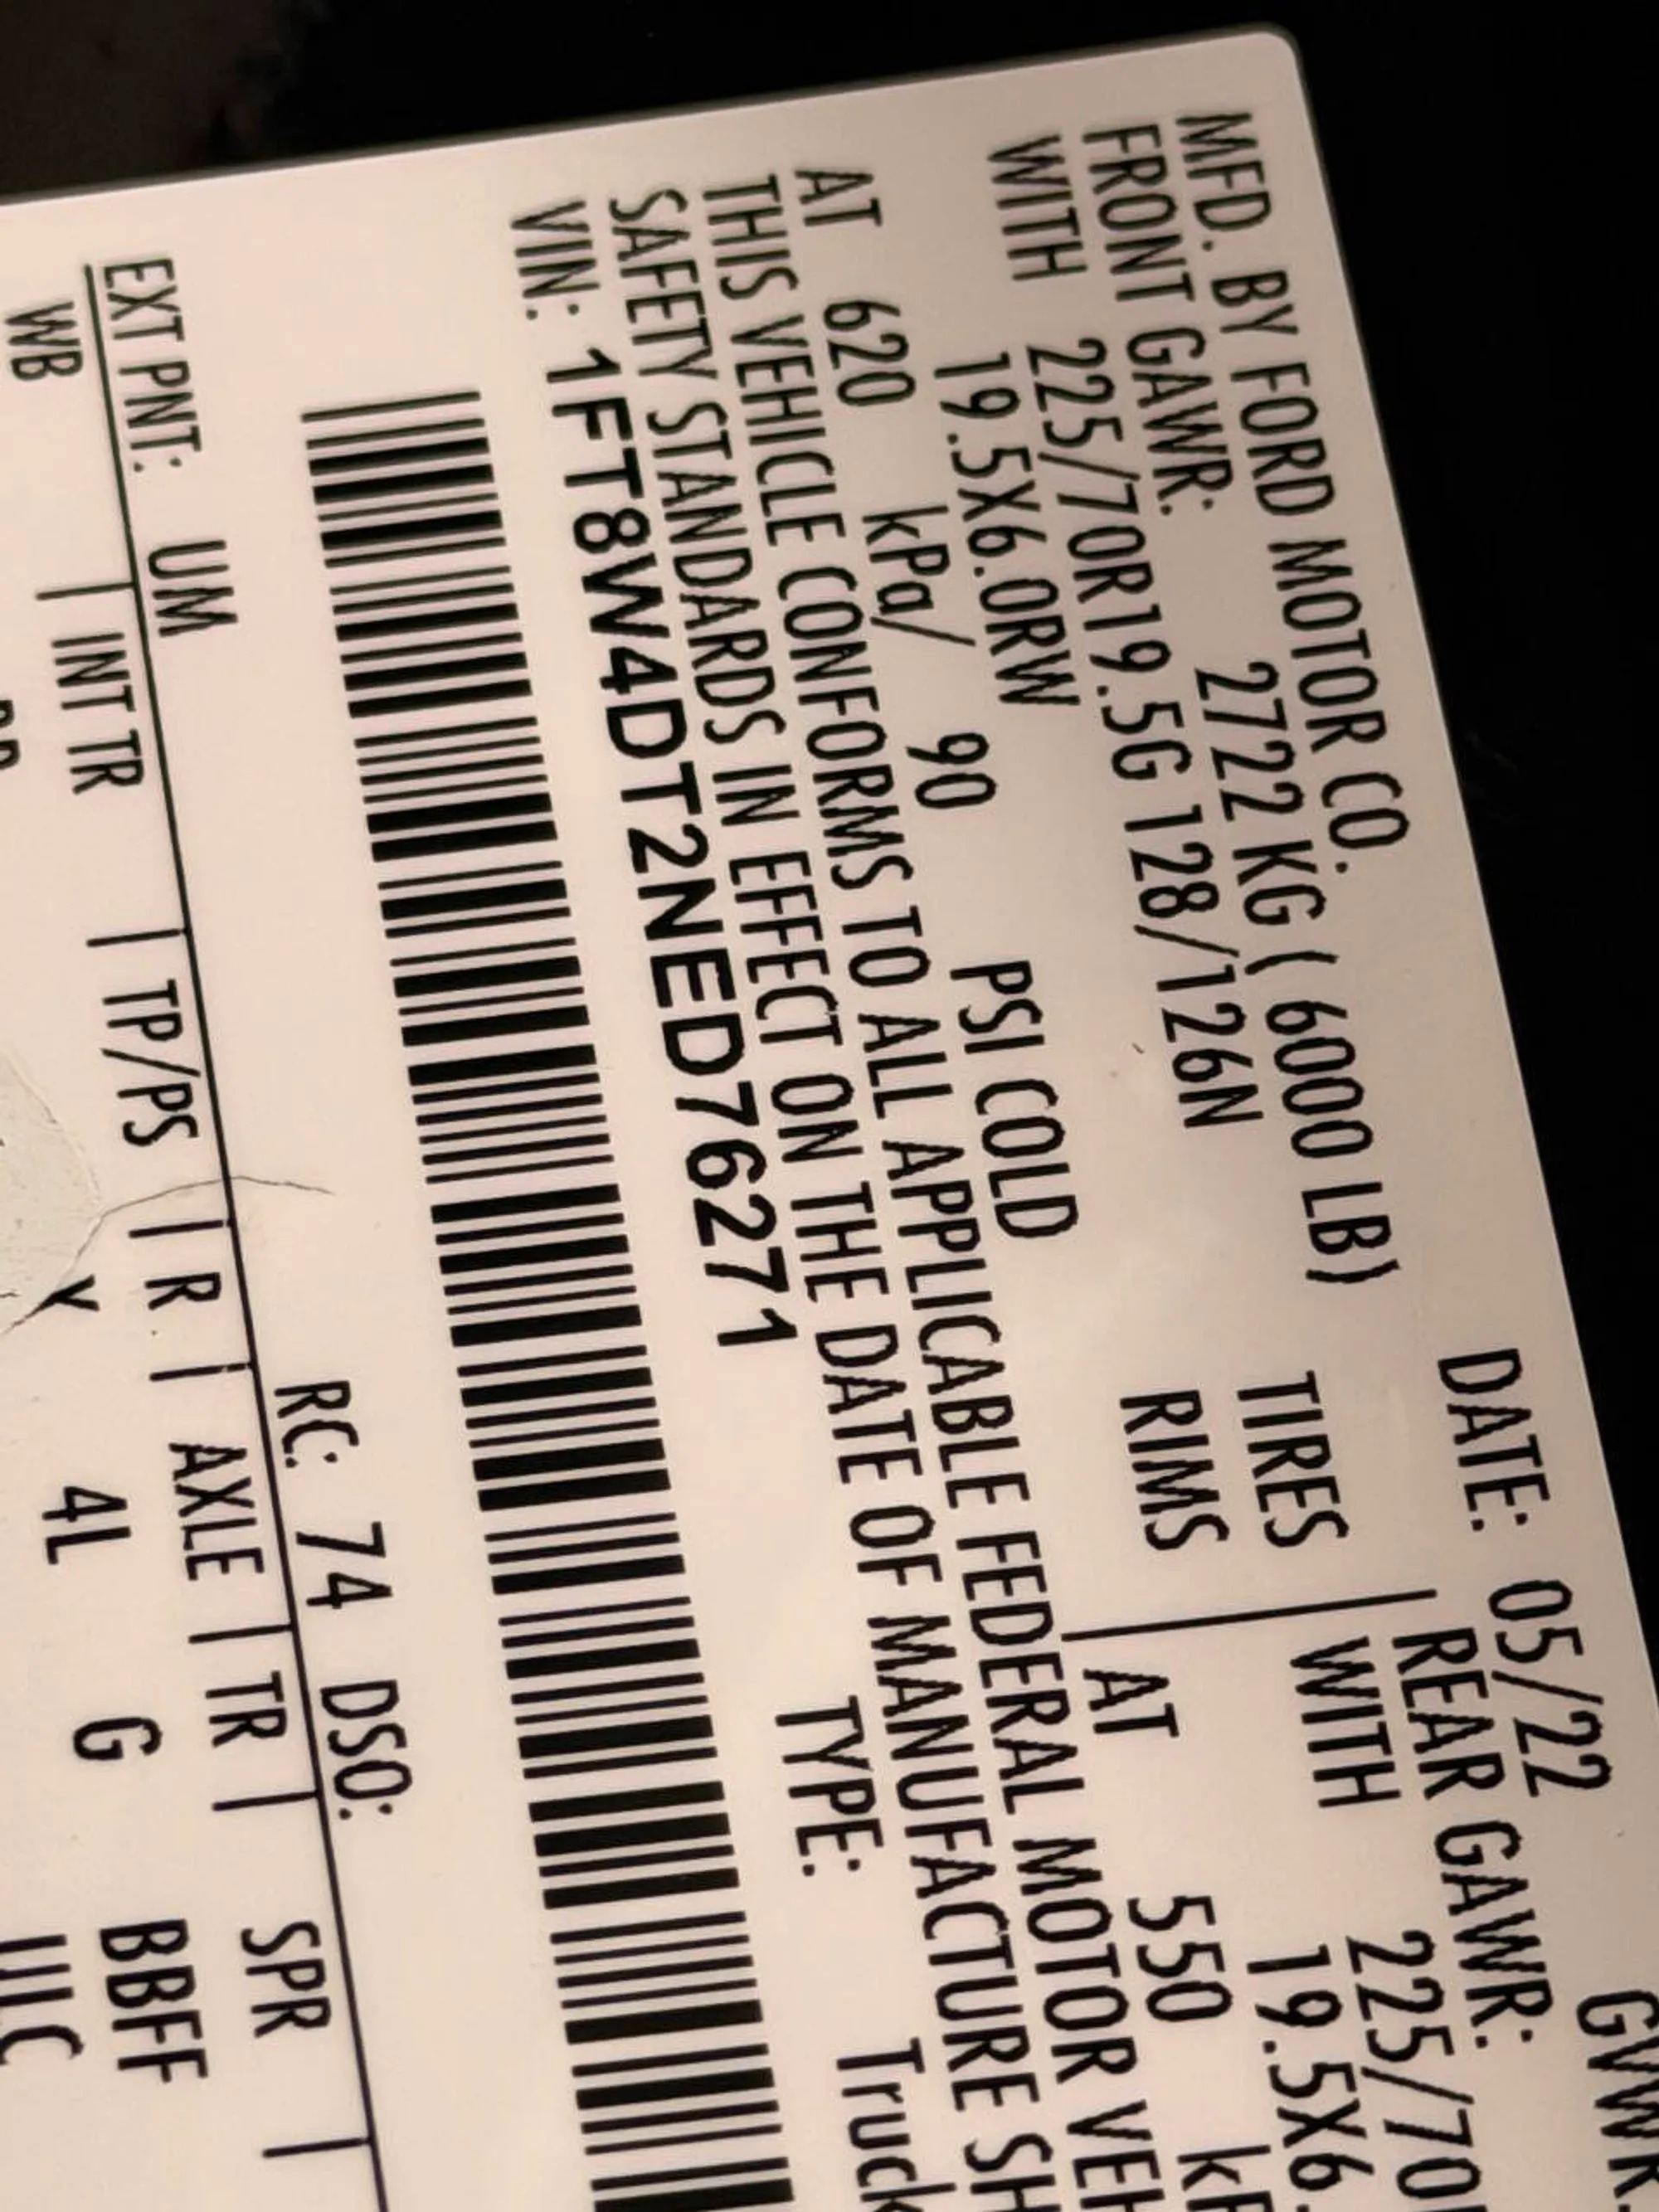 MFD. BY FORD MOTOR CO.
DATE: 05/22
FRONT GAWR: 2722 KG ( 6000 LB)
REAR GAWR:
WITH 225/70R19.5G 128/126N TIRES
WITH 225/70
19.5X6.0RW RIMS
19.5X6.
AT 620 kPa/ 90 PSI COLD
AT 550
THIS VEHICLE CONFORMS TO ALL APPLICABLE FEDERAL MOTOR VEH
SAFETY STANDARDS IN EFFECT ON THE DATE OF MANUFACTURE SH
VIN: 1FT8W4DT2NED76271
TYPE: Truck
EXT PNT: UM RC: 74 DSO:
WB | INT TR | TP/PS | R | AXLE | TR | SPR
Y 4L G BBFF